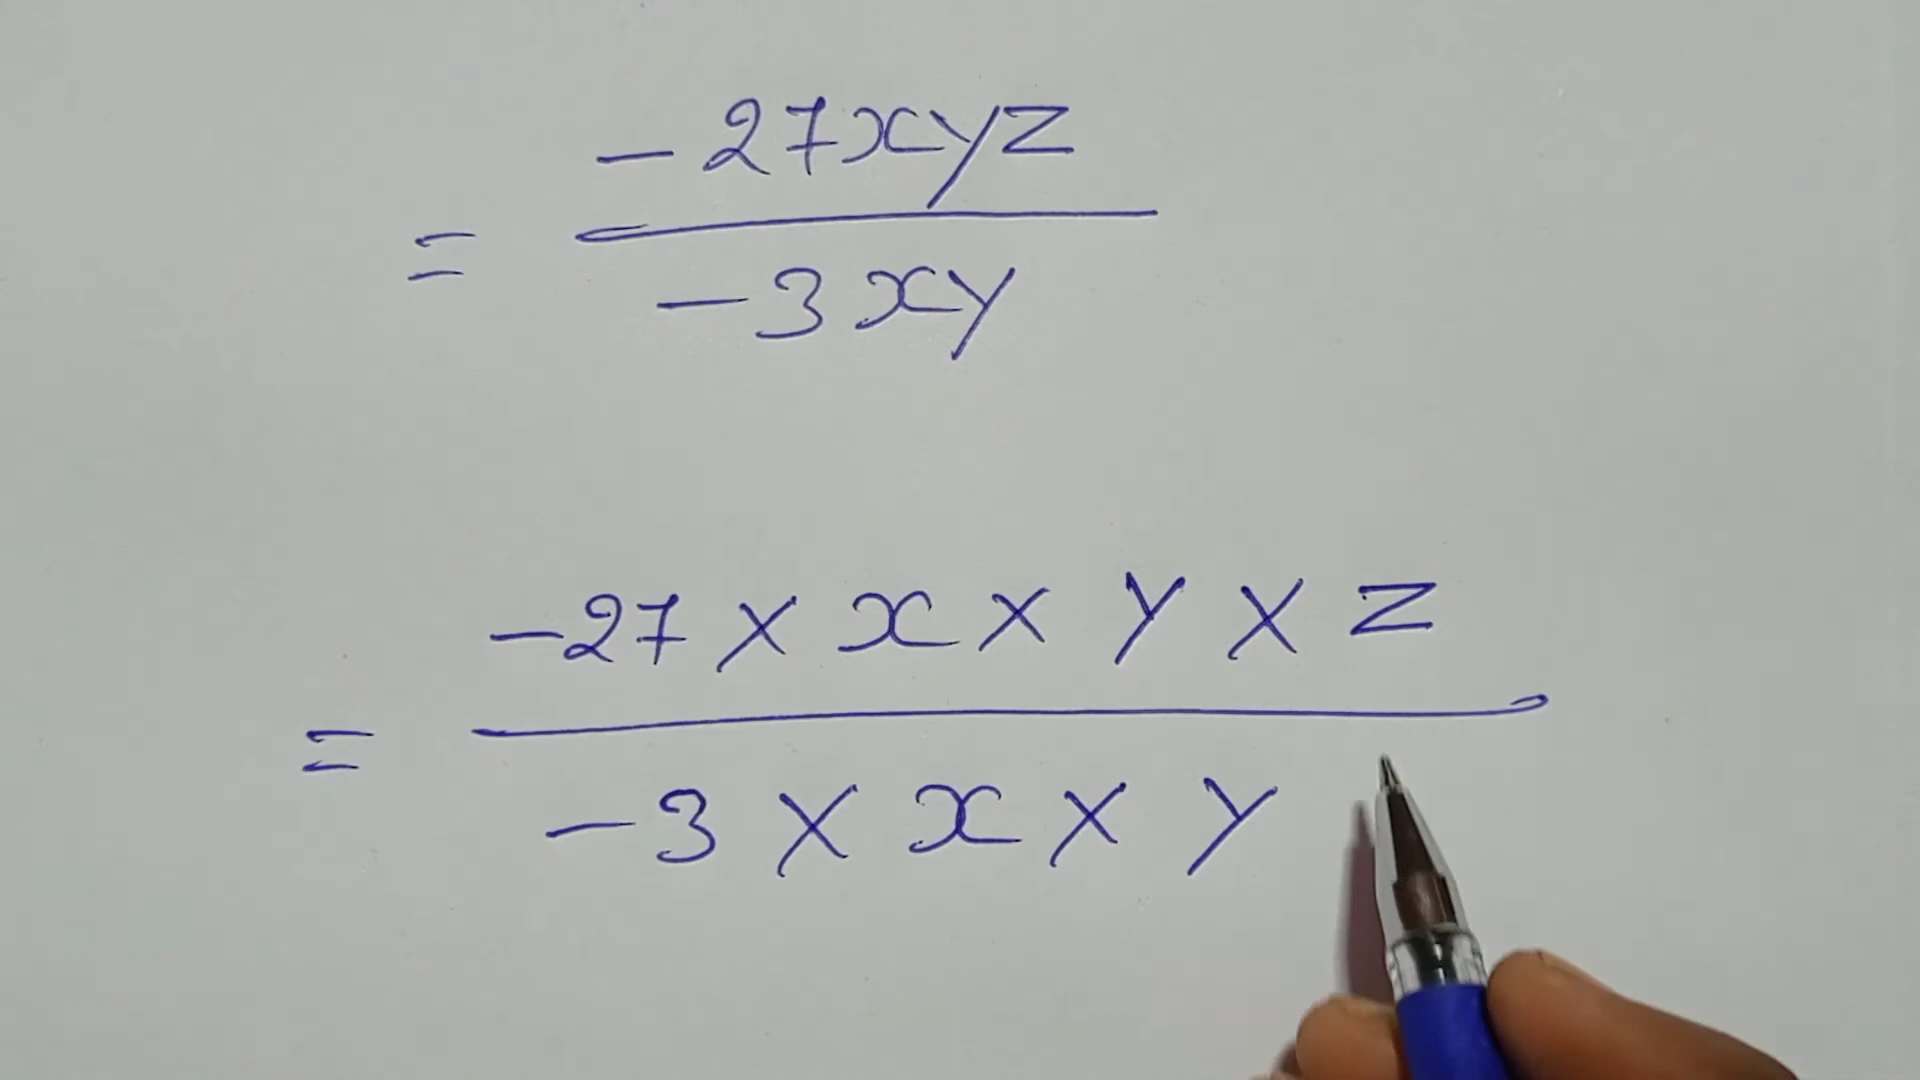 = -27xyz / -3xy
= -27 × x × y × z / -3 × x × y